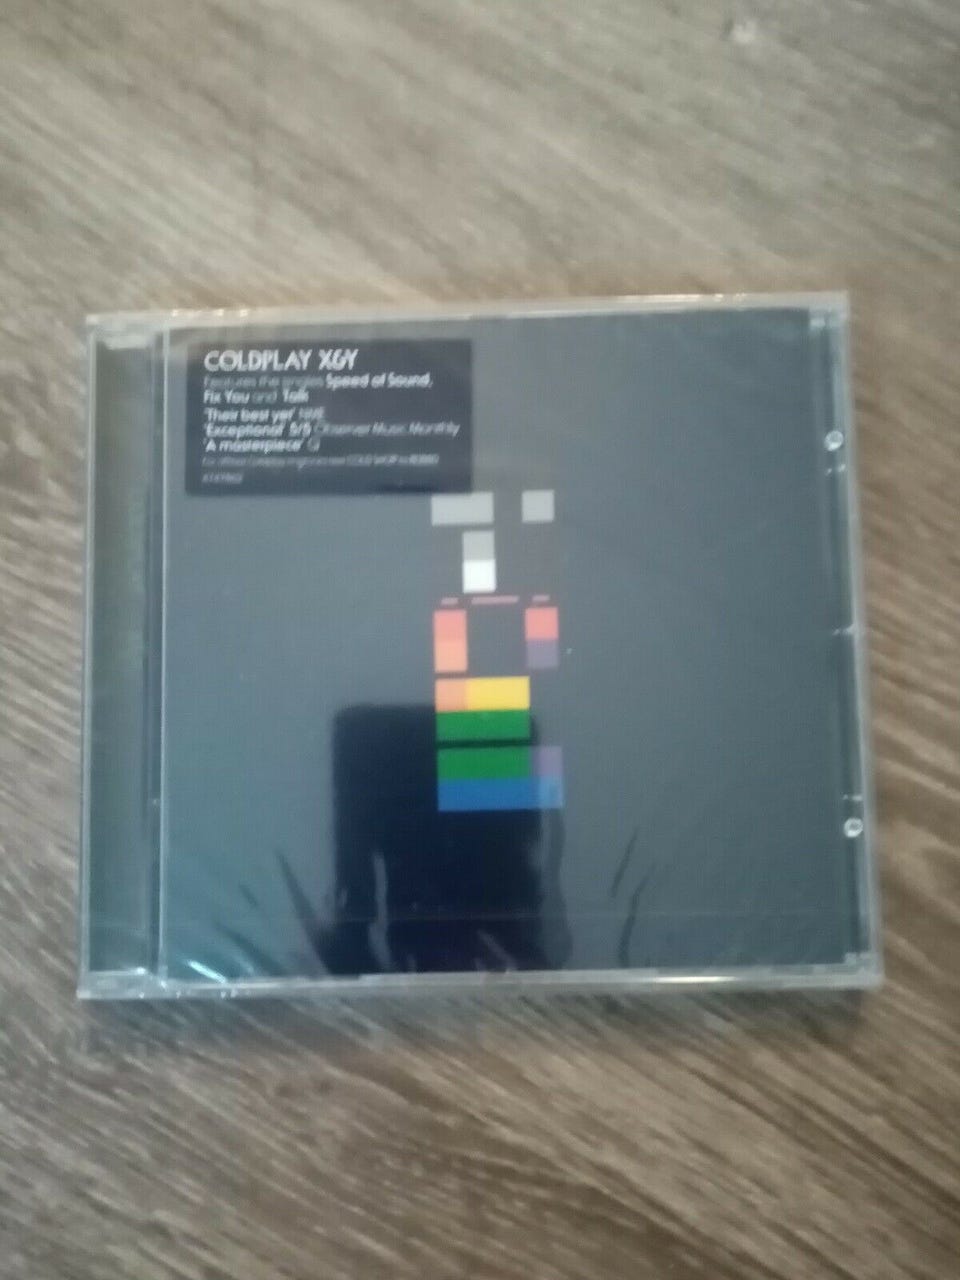 COLDPLAY X&Y
Features the singles Speed of Sound,
Fix You and Talk
'Their best yet' NME
'Exceptional' 5/5 Observer Music Monthly
'A masterpiece' Q